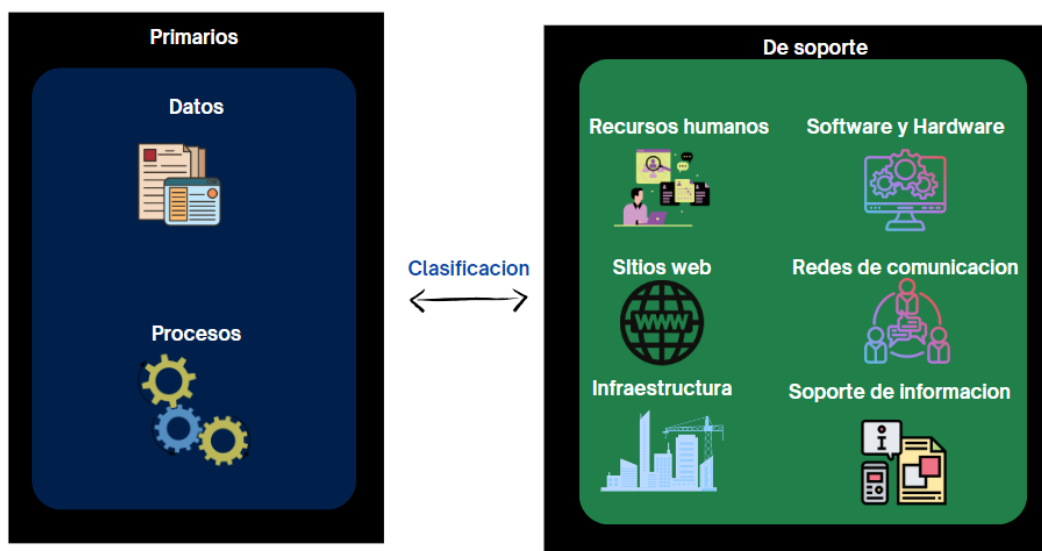 Primarios
Datos
Procesos
Clasificacion
De soporte
Recursos humanos
Software y Hardware
SItios web
Redes de comunicacion
WWW
Infraestructura
Soporte de informacion
i